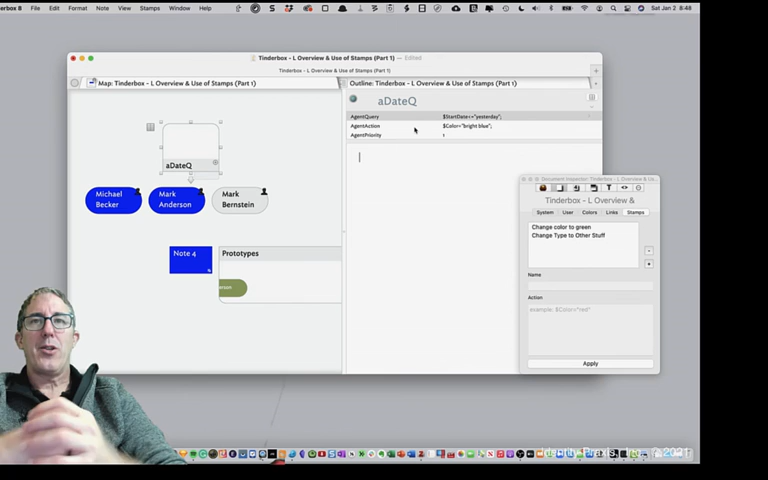 erbox 8 File Edit Format Note View Stamps Window Help
Sat Jan 2 8:48
Tinderbox - L Overview & Use of Stamps (Part 1) — Edited
Tinderbox - L Overview & Use of Stamps (Part 1)
Map: Tinderbox - L Overview & Use of Stamps (Part 1)
Outline: Tinderbox - L Overview & Use of Stamps (Part 1)
aDateQ
AgentQuery $StartDate=="yesterday";
AgentAction $Color="bright blue";
AgentPriority 1
aDateQ
Michael
Becker
Mark
Anderson
Mark
Bernstein
Note 4
Prototypes
erson
Document Inspector: Tinderbox - L Overview & Us...
Tinderbox - L Overview &
System User Colors Links Stamps
Change color to green
Change Type to Other Stuff
Name
Action
example: $Color="red"
Apply